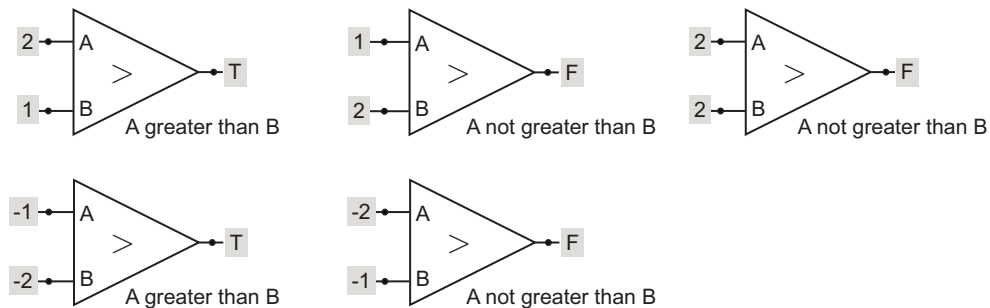 2 A > B 1 T
A greater than B
1 A > B 2 F
A not greater than B
2 A > B 2 F
A not greater than B
-1 A > B -2 T
A greater than B
-2 A > B -1 F
A not greater than B